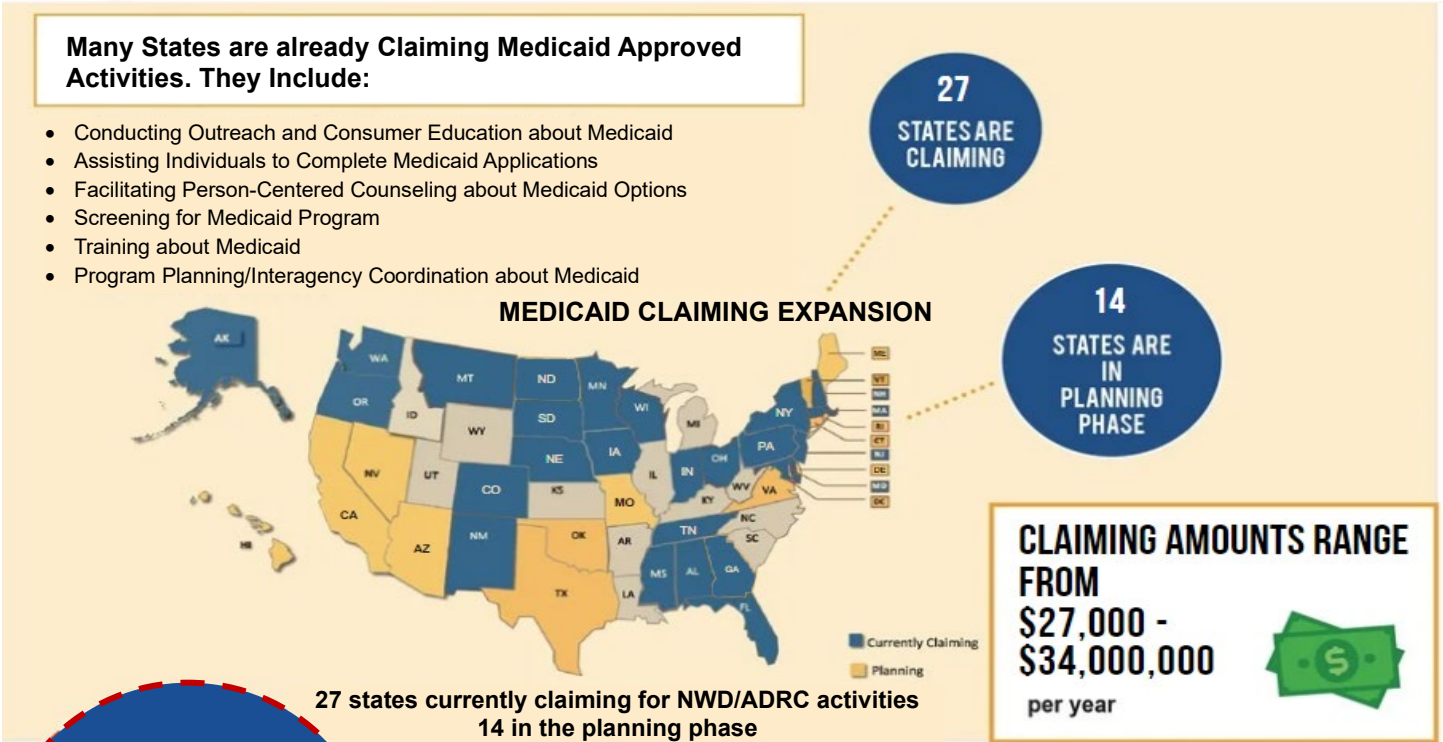 Many States are already Claiming Medicaid Approved
Activities. They Include:
• Conducting Outreach and Consumer Education about Medicaid
• Assisting Individuals to Complete Medicaid Applications
• Facilitating Person-Centered Counseling about Medicaid Options
• Screening for Medicaid Program
• Training about Medicaid
• Program Planning/Interagency Coordination about Medicaid
27
STATES ARE
CLAIMING
14
STATES ARE
IN
PLANNING
PHASE
MEDICAID CLAIMING EXPANSION
AK
WA
OR
ID
MT
WY
NV
UT
CA
AZ
CO
NM
ND
SD
NE
KS
OK
TX
MN
IA
MO
AR
LA
WI
IL
MI
IN
OH
KY
WV
VA
TN
NC
SC
MS
AL
GA
FL
PA
NY
HI
ME
VT
NH
MA
RI
CT
NJ
DE
MD
DC
Currently Claiming
Planning
27 states currently claiming for NWD/ADRC activities
14 in the planning phase
CLAIMING AMOUNTS RANGE
FROM
$27,000 -
$34,000,000
per year
$